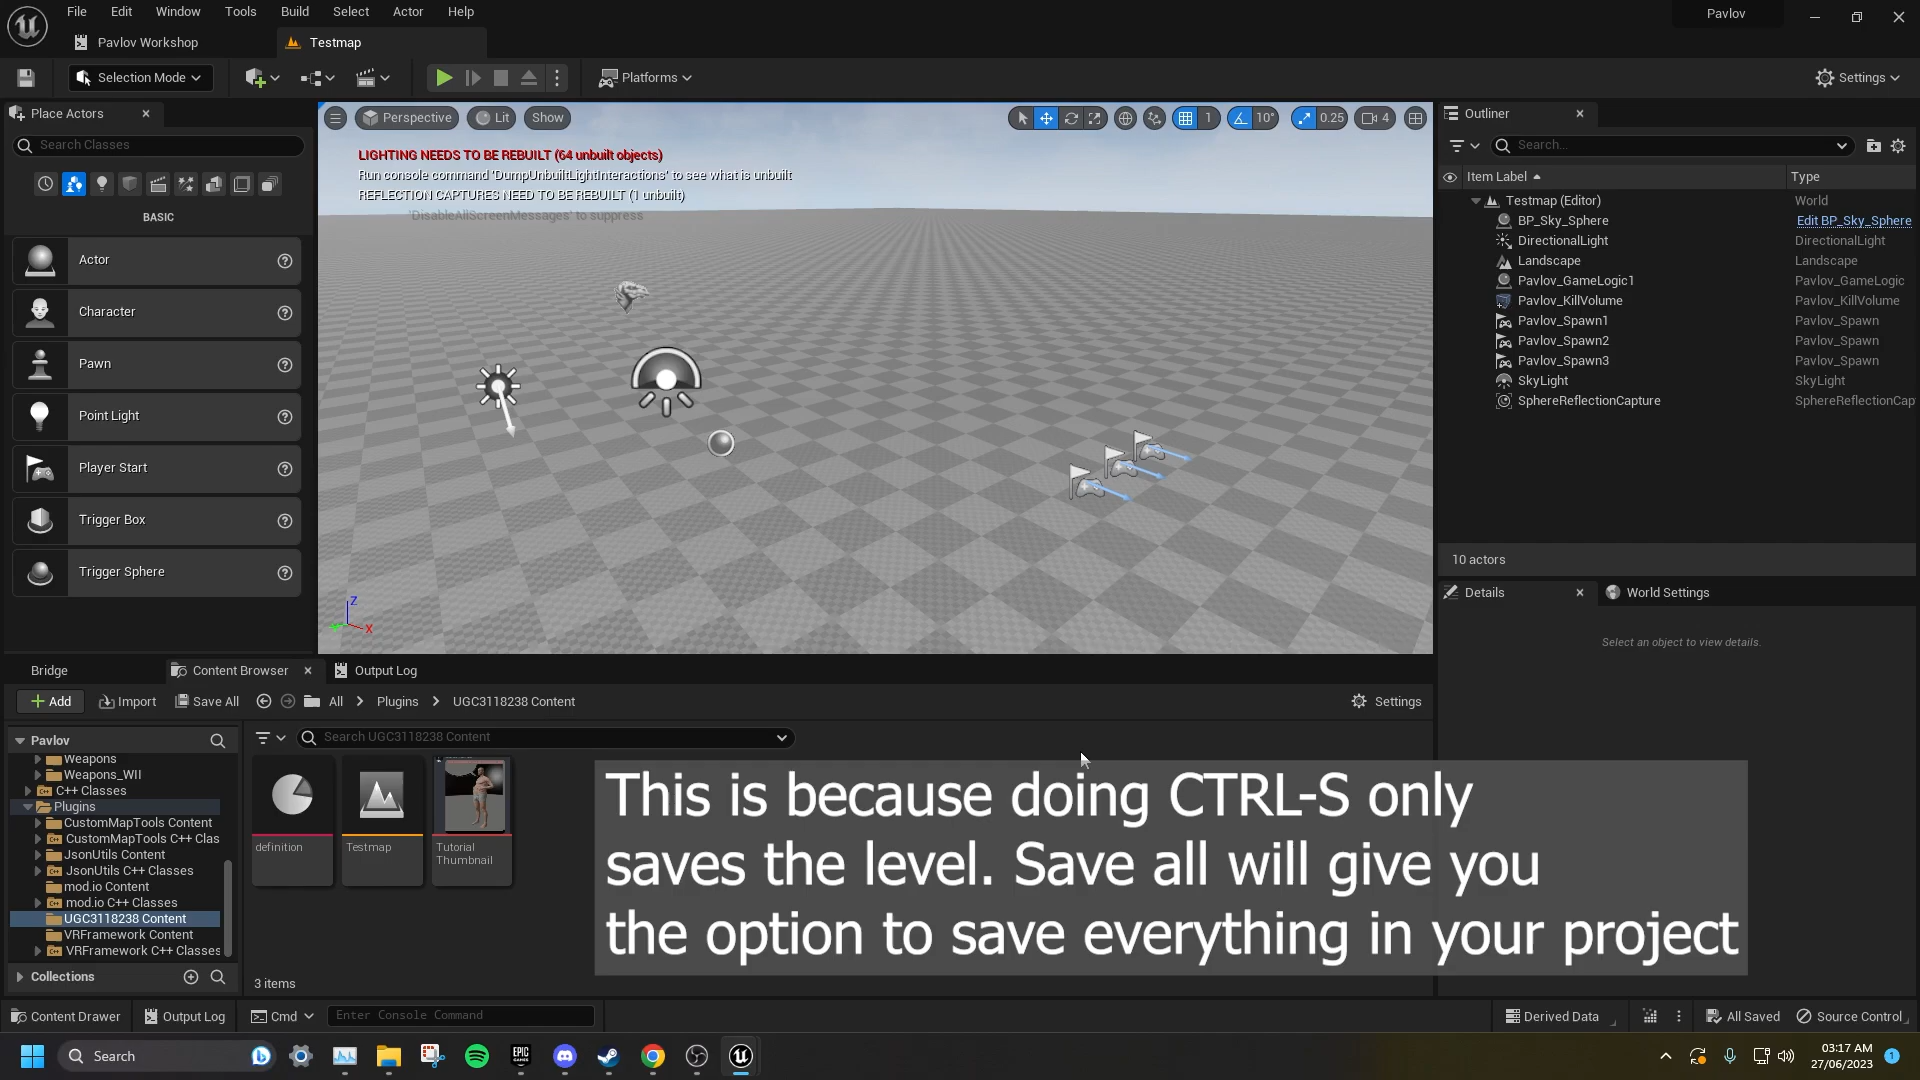 File Edit Window Tools Build Select Actor Help
Pavlov
Pavlov Workshop
Testmap
Selection Mode
Platforms
Settings
Place Actors
Search Classes
BASIC
Actor
Character
Pawn
Point Light
Player Start
Trigger Box
Trigger Sphere
Perspective
Lit
Show
1
10°
0.25
4
LIGHTING NEEDS TO BE REBUILT (64 unbuilt objects)
Run console command 'DumpUnbuiltLightInteractions' to see what is unbuilt
REFLECTION CAPTURES NEED TO BE REBUILT (1 unbuilt)
'DisableAllScreenMessages' to suppress
Z
X
Outliner
Search...
Item Label Type
Testmap (Editor) World
BP_Sky_Sphere Edit BP_Sky_Sphere
DirectionalLight DirectionalLight
Landscape Landscape
Pavlov_GameLogic1 Pavlov_GameLogic
Pavlov_KillVolume Pavlov_KillVolume
Pavlov_Spawn1 Pavlov_Spawn
Pavlov_Spawn2 Pavlov_Spawn
Pavlov_Spawn3 Pavlov_Spawn
SkyLight SkyLight
SphereReflectionCapture SphereReflectionCap
10 actors
Details
World Settings
Select an object to view details.
Bridge
Content Browser
Output Log
Add
Import
Save All
All
Plugins
UGC3118238 Content
Settings
Pavlov
Weapons
Weapons_WII
C++ Classes
Plugins
CustomMapTools Content
CustomMapTools C++ Clas
JsonUtils Content
JsonUtils C++ Classes
mod.io Content
mod.io C++ Classes
UGC3118238 Content
VRFramework Content
VRFramework C++ Classes
Collections
Search UGC3118238 Content
definition
Testmap
Tutorial
Thumbnail
3 items
This is because doing CTRL-S only
saves the level. Save all will give you
the option to save everything in your project
Content Drawer
Output Log
Cmd
Enter Console Command
Derived Data
All Saved
Source Control
Search
EPIC
GAMES
03:17 AM
27/06/2023
1